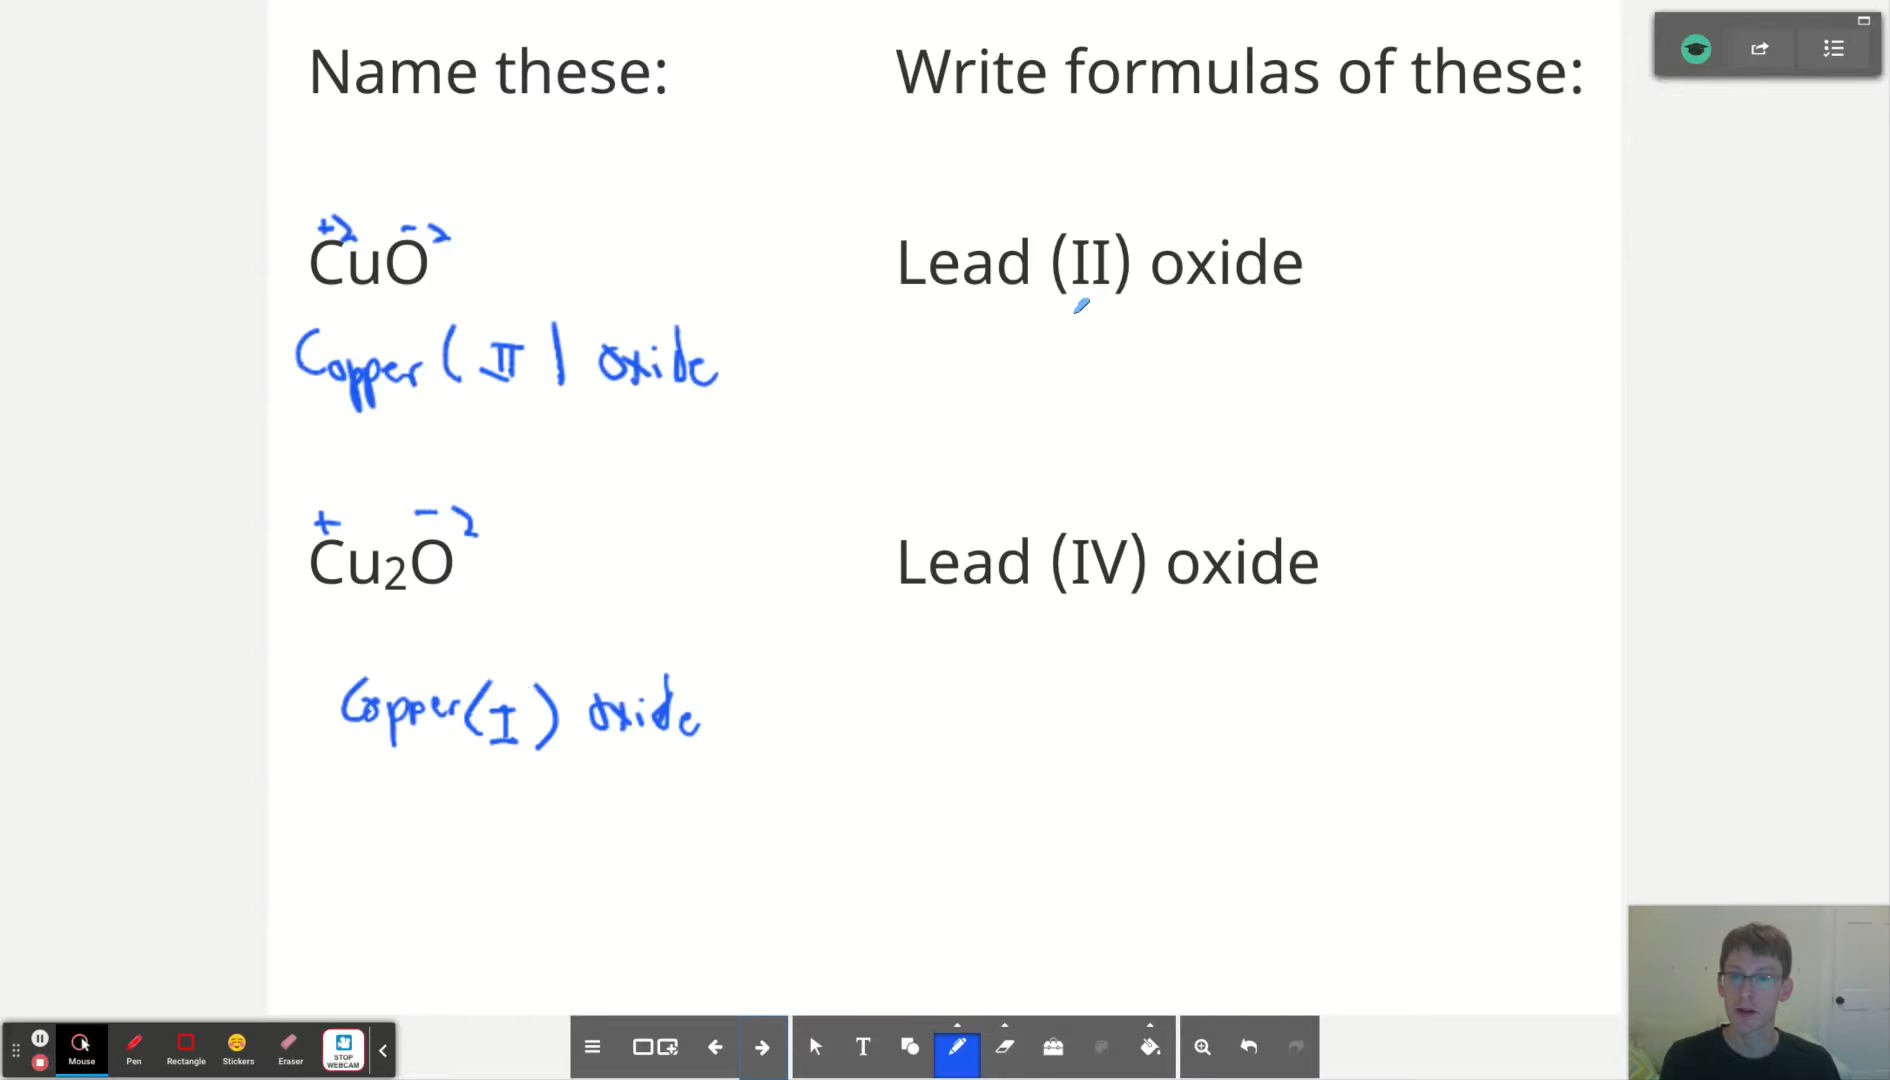 Name these:
Write formulas of these:
+2 -2
CuO
Copper (II) oxide
Lead (II) oxide
+ -2
Cu₂O
Copper (I) oxide
Lead (IV) oxide
Mouse
Pen
Rectangle
Stickers
Eraser
STOP
WEBCAM
T